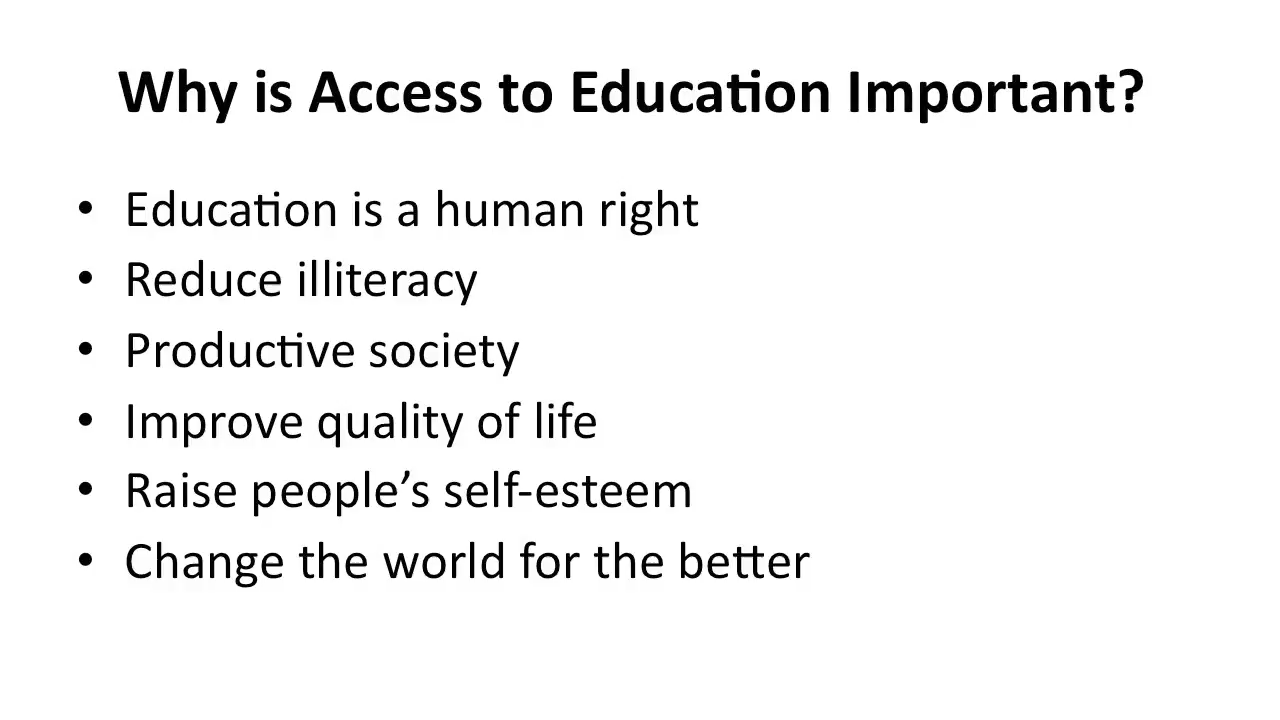 Why is Access to Education Important?
• Education is a human right
• Reduce illiteracy
• Productive society
• Improve quality of life
• Raise people’s self-esteem
• Change the world for the better